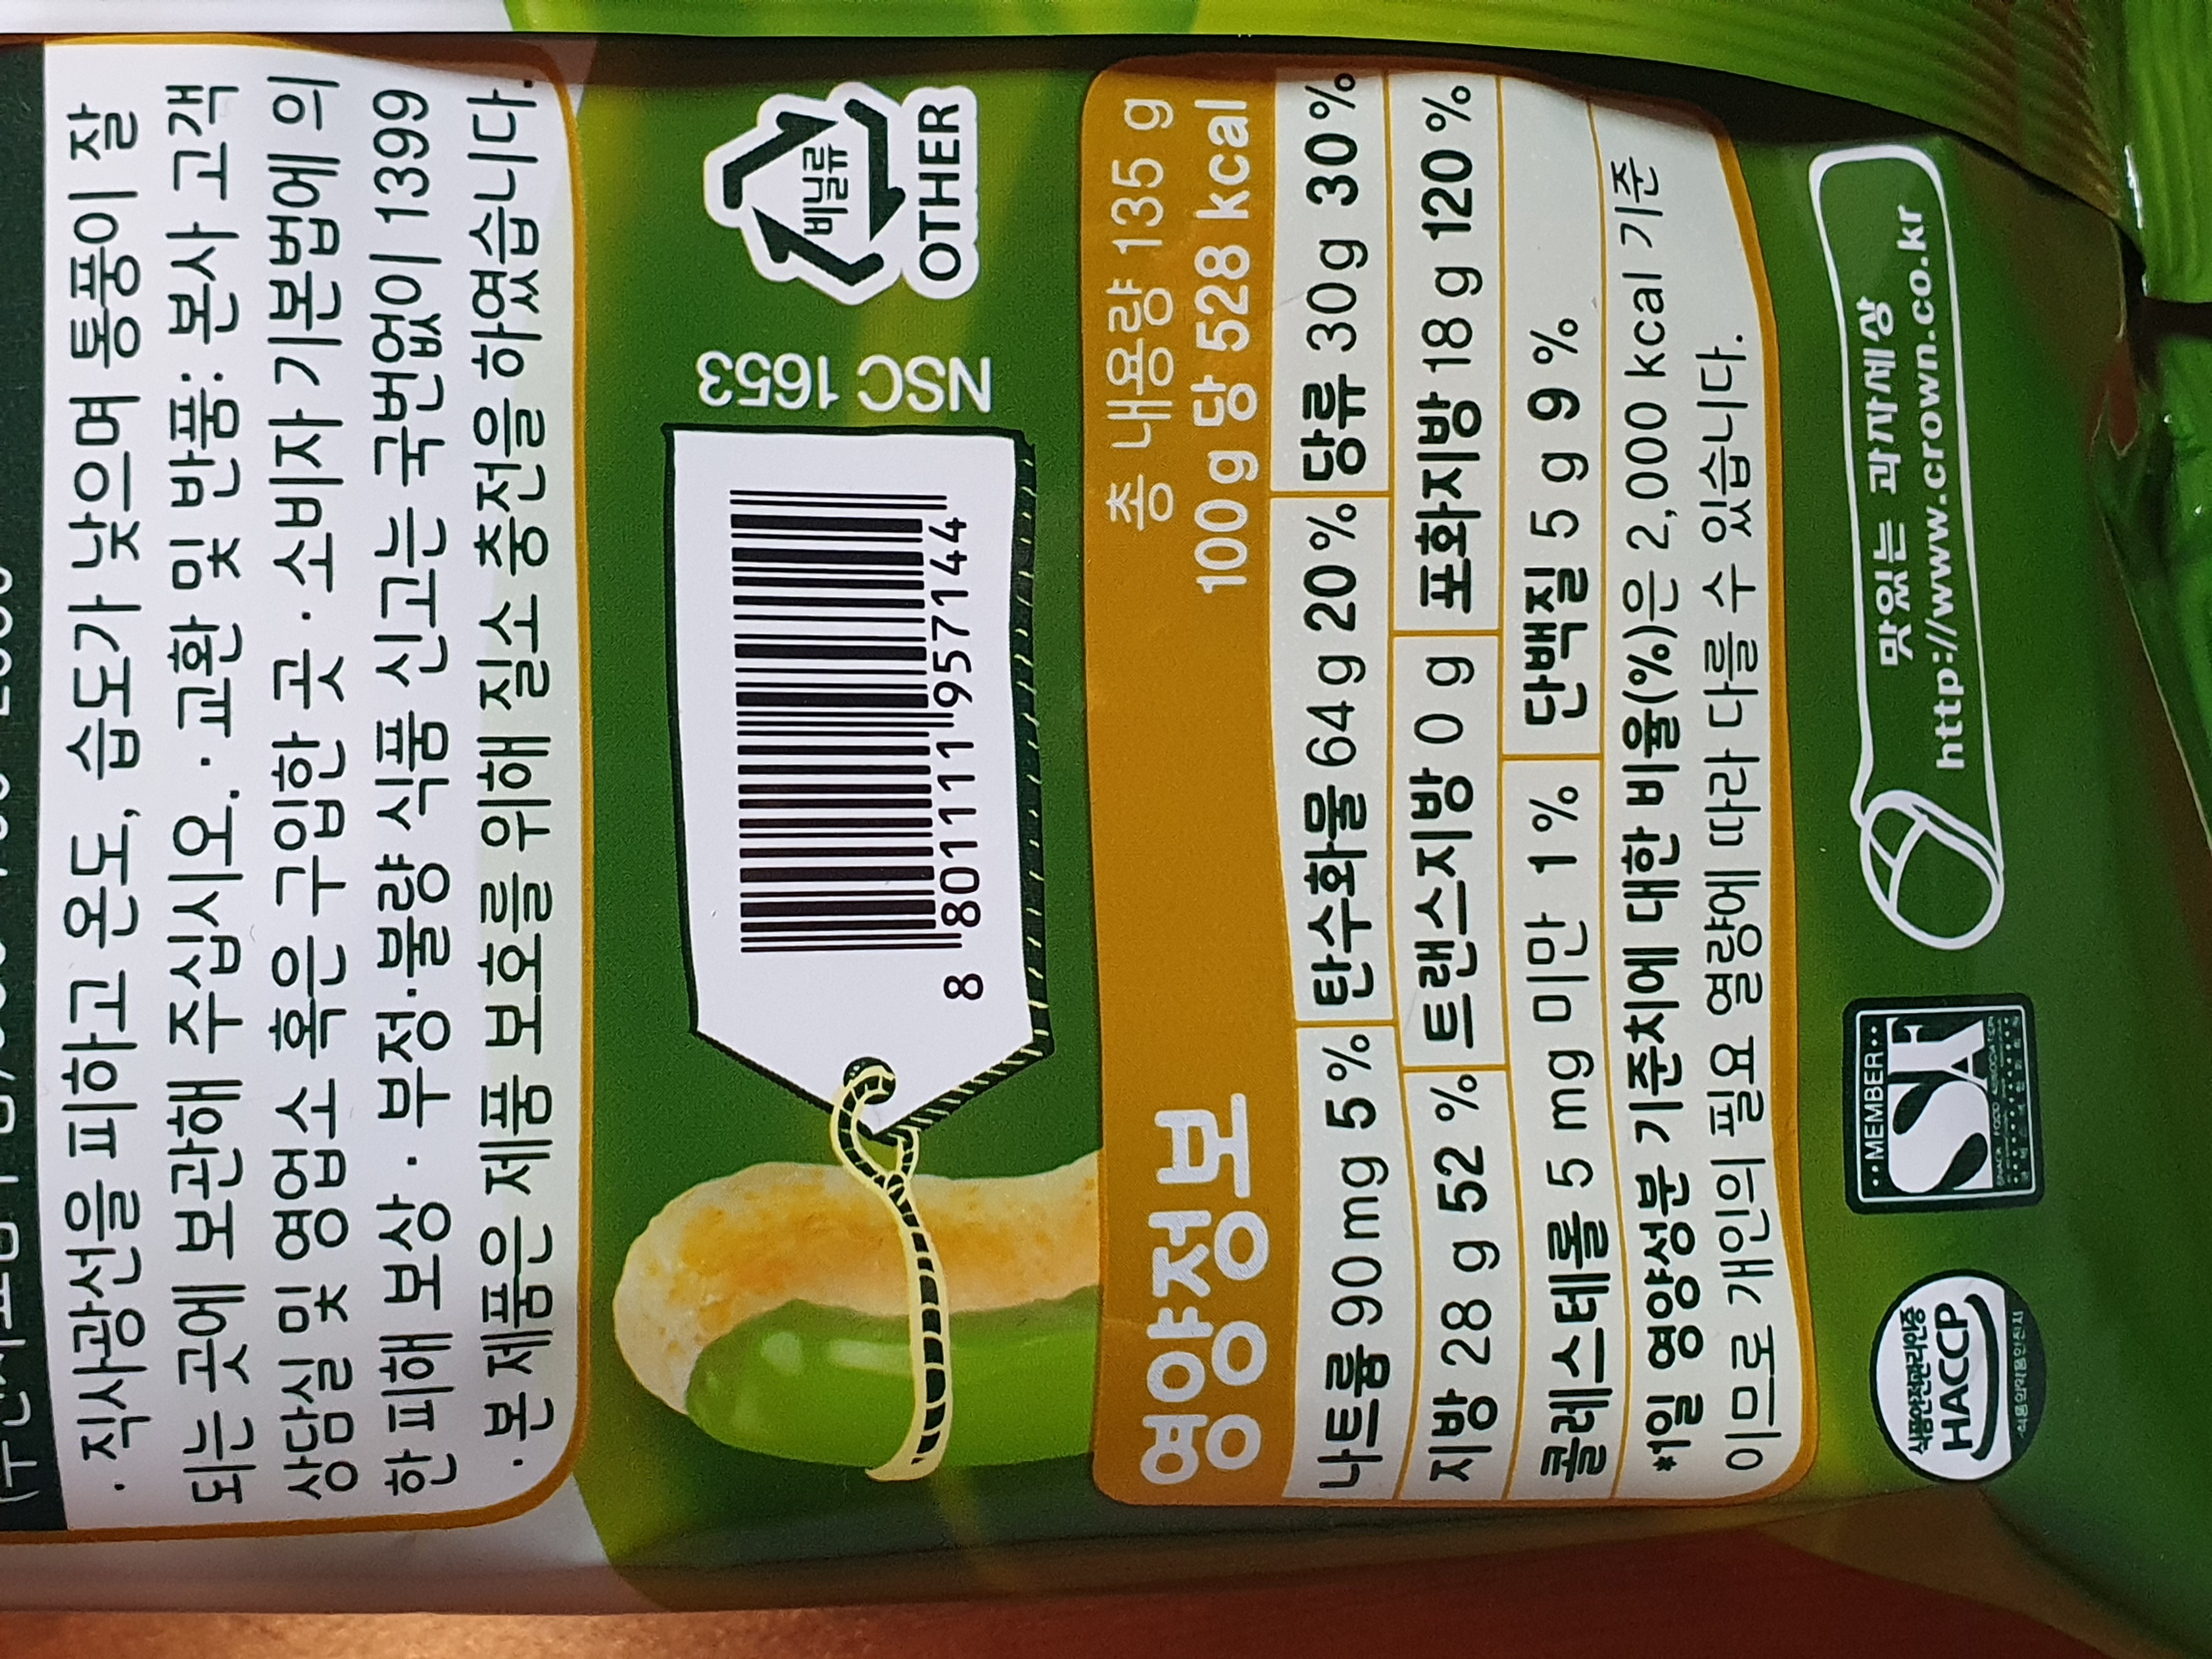 · 직사광선을 피하고 온도, 습도가 낮으며 통풍이 잘
되는 곳에 보관해 주십시오. · 교환 및 반품: 본사 고객
상담실 및 영업소 혹은 구입한 곳 · 소비자 기본법에 의
한 피해 보상 · 부정·불량 식품 신고는 국번없이 1399
· 본 제품은 제품 보호를 위해 질소 충전을 하였습니다.
8 801111 957144
NSC 1653
비닐류
OTHER
영양정보
총 내용량 135 g
100 g 당 528 kcal
나트륨 90 mg 5 % 탄수화물 64 g 20 % 당류 30 g 30 %
지방 28 g 52 % 트랜스지방 0 g 포화지방 18 g 120 %
콜레스테롤 5 mg 미만 1 % 단백질 5 g 9 %
*1일 영양성분 기준치에 대한 비율(%)은 2,000 kcal 기준
이므로 개인의 필요 열량에 따라 다를 수 있습니다.
식품안전관리인증
HACCP
식품의약품안전처
··MEMBER··
SFA
SNACK FOOD ASSOCIATION
맛있는 과자세상
http://www.crown.co.kr